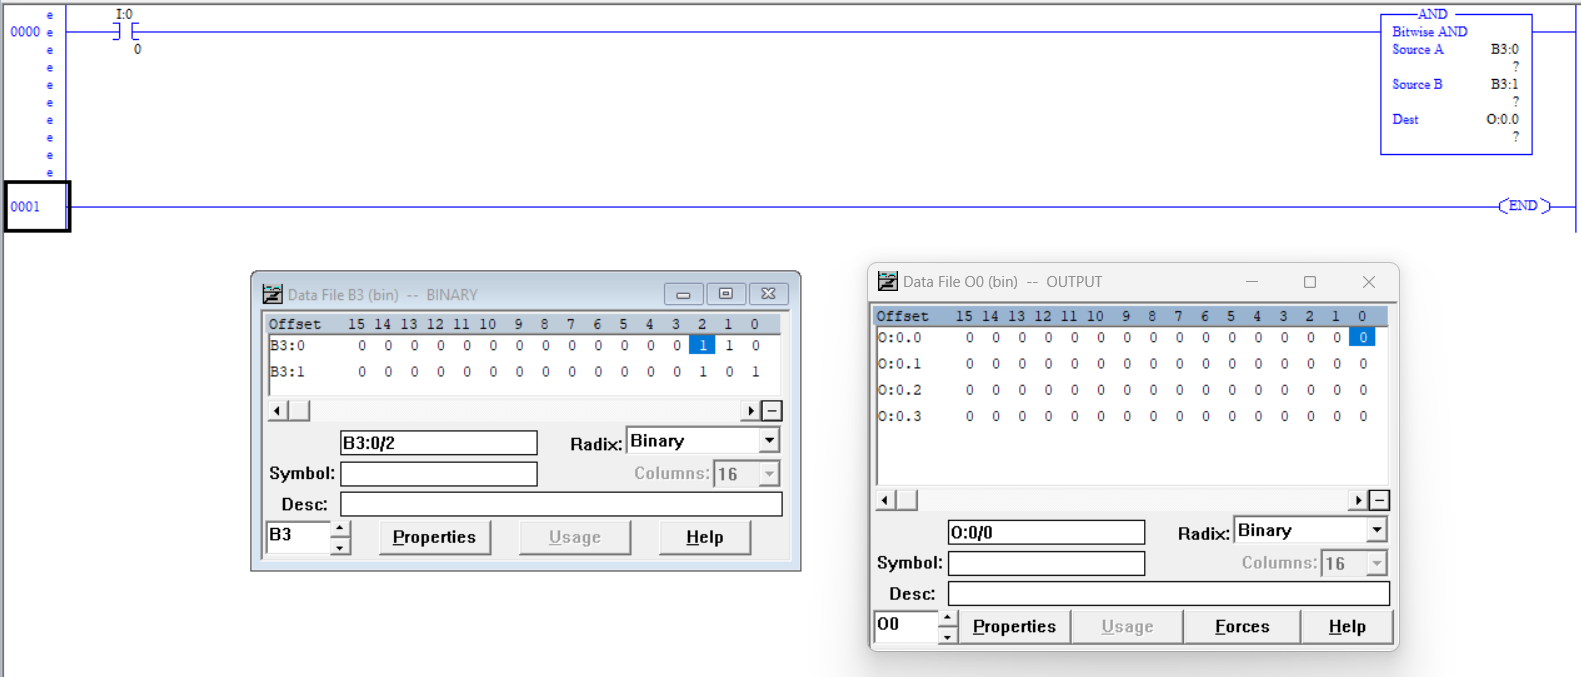 e
I:0
AND
0000 e
Bitwise AND
e
0
Source A B3:0
e
?
e
Source B B3:1
e
?
e
Dest O:0.0
e
?
e
e
0001
END
Data File B3 (bin) -- BINARY
Offset 15 14 13 12 11 10 9 8 7 6 5 4 3 2 1 0
B3:0 0 0 0 0 0 0 0 0 0 0 0 0 0 1 1 0
B3:1 0 0 0 0 0 0 0 0 0 0 0 0 0 1 0 1
B3:0/2
Radix: Binary
Symbol:
Columns: 16
Desc:
B3
Properties
Usage
Help
Data File O0 (bin) -- OUTPUT
Offset 15 14 13 12 11 10 9 8 7 6 5 4 3 2 1 0
O:0.0 0 0 0 0 0 0 0 0 0 0 0 0 0 0 0 0
O:0.1 0 0 0 0 0 0 0 0 0 0 0 0 0 0 0 0
O:0.2 0 0 0 0 0 0 0 0 0 0 0 0 0 0 0 0
O:0.3 0 0 0 0 0 0 0 0 0 0 0 0 0 0 0 0
O:0/0
Radix: Binary
Symbol:
Columns: 16
Desc:
O0
Properties
Usage
Forces
Help